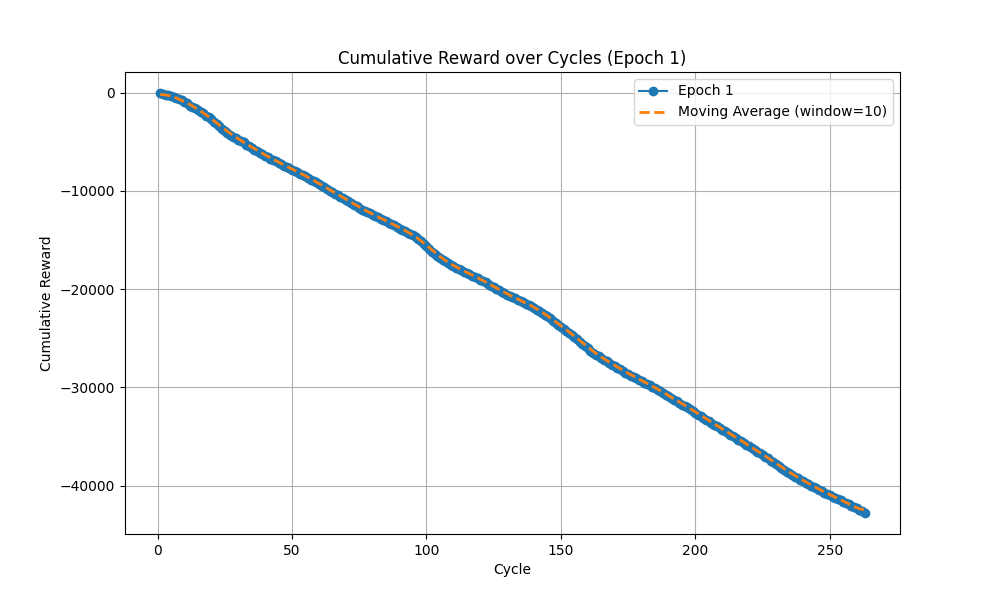 Cumulative Reward over Cycles (Epoch 1)
Epoch 1
Moving Average (window=10)
Cumulative Reward
0
−10000
−20000
−30000
−40000
0 50 100 150 200 250
Cycle